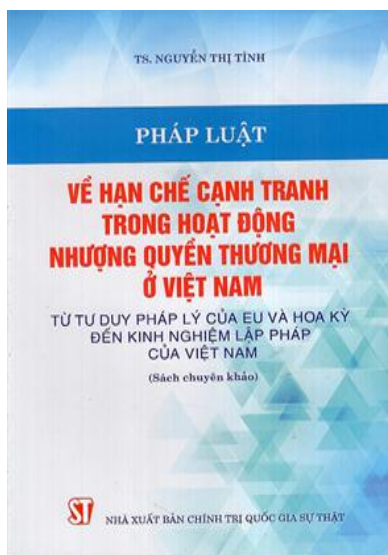 TS. NGUYỄN THỊ TÌNH
PHÁP LUẬT
VỀ HẠN CHẾ CẠNH TRANH
TRONG HOẠT ĐỘNG
NHƯỢNG QUYỀN THƯƠNG MẠI
Ở VIỆT NAM
TỪ TƯ DUY PHÁP LÝ CỦA EU VÀ HOA KỲ
ĐẾN KINH NGHIỆM LẬP PHÁP
CỦA VIỆT NAM
(Sách chuyên khảo)
ST NHÀ XUẤT BẢN CHÍNH TRỊ QUỐC GIA SỰ THẬT